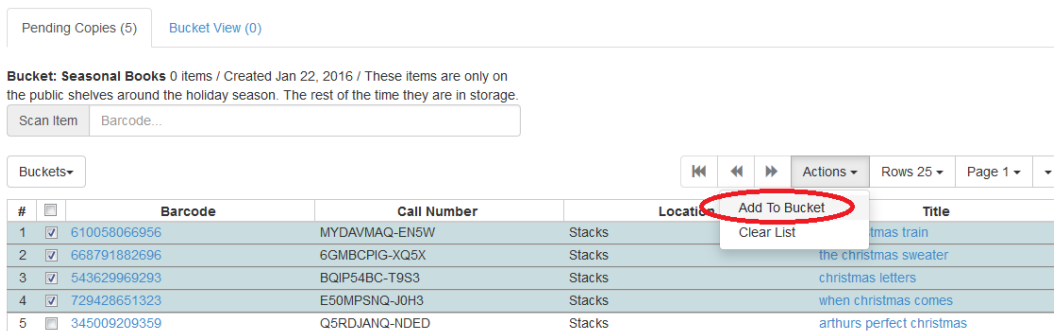 Pending Copies (5) Bucket View (0)
Bucket: Seasonal Books 0 items / Created Jan 22, 2016 / These items are only on
the public shelves around the holiday season. The rest of the time they are in storage.
Scan Item Barcode...
Buckets Actions Rows 25 Page 1
Add To Bucket
Clear List
# Barcode Call Number Location Title
1 610058066956 MYDAVMAQ-EN5W Stacks tmas train
2 668791882696 6GMBCPIG-XQ5X Stacks the christmas sweater
3 543629969293 BQIP54BC-T9S3 Stacks christmas letters
4 729428651323 E50MPSNQ-J0H3 Stacks when christmas comes
5 345009209359 Q5RDJANQ-NDED Stacks arthurs perfect christmas